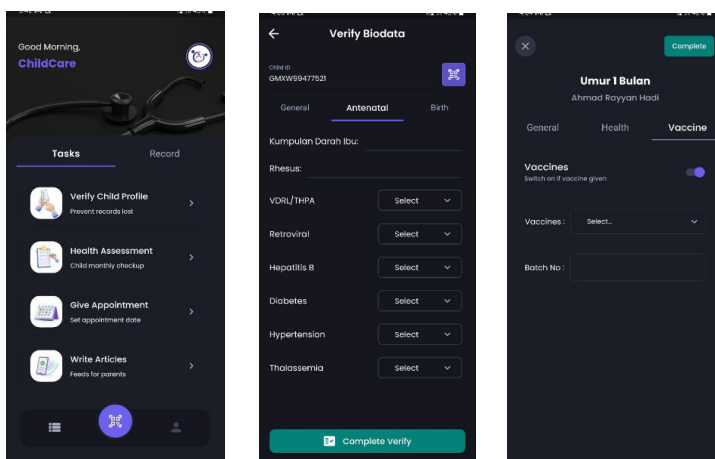 Good Morning,
ChildCare
Tasks
Record
Verify Child Profile
Prevent records lost
Health Assessment
Child monthly checkup
Give Appointment
Set appointment date
Write Articles
Feeds for parents
Verify Biodata
Child ID
GMXW99477521
General
Antenatal
Birth
Kumpulan Darah Ibu:
Rhesus:
VDRL/THPA
Select
Retroviral
Select
Hepatitis B
Select
Diabetes
Select
Hypertension
Select
Thalassemia
Select
Complete Verify
Complete
Umur 1 Bulan
Ahmad Rayyan Hadi
General
Health
Vaccine
Vaccines
Switch on if vaccine given
Vaccines :
Select...
Batch No :